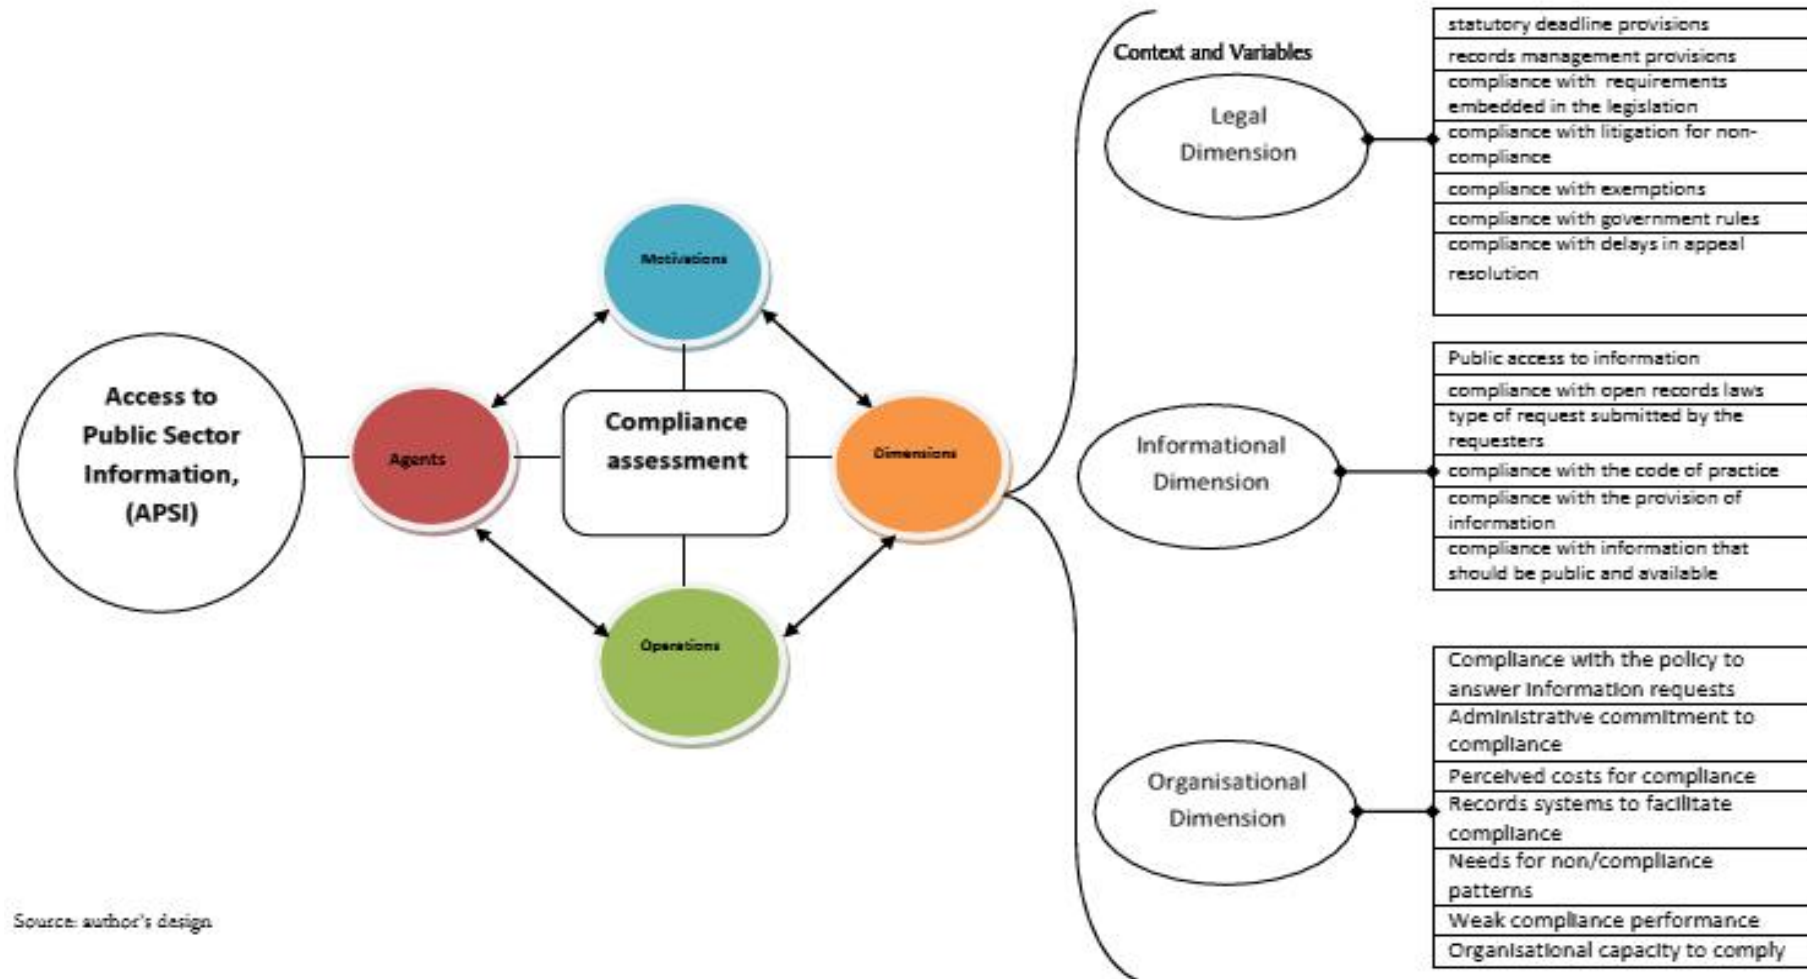 Access to
Public Sector
Information,
(APSI)
Motivations
Agents
Compliance
assessment
Dimensions
Operations
Context and Variables
Legal
Dimension
statutory deadline provisions
records management provisions
compliance with requirements
embedded in the legislation
compliance with litigation for non-
compliance
compliance with exemptions
compliance with government rules
compliance with delays in appeal
resolution
Informational
Dimension
Public access to information
compliance with open records laws
type of request submitted by the
requesters
compliance with the code of practice
compliance with the provision of
information
compliance with information that
should be public and available
Organisational
Dimension
Compliance with the policy to
answer information requests
Administrative commitment to
compliance
Perceived costs for compliance
Records systems to facilitate
compliance
Needs for non/compliance
patterns
Weak compliance performance
Organisational capacity to comply
Source: author's design